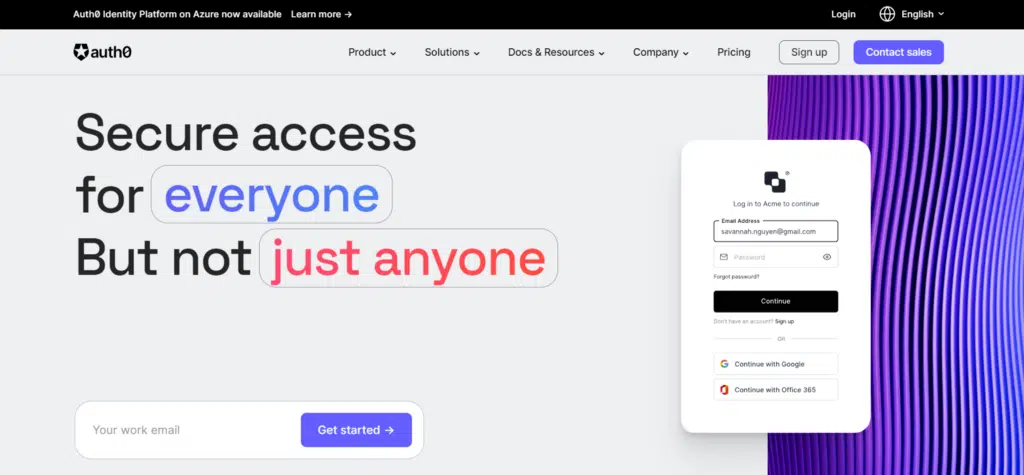 Auth0 Identity Platform on Azure now available Learn more →
Login English
auth0
Product Solutions Docs & Resources Company Pricing Sign up Contact sales
Secure access
for everyone
But not just anyone
Your work email Get started →
Log in to Acme to continue
Email Address
savannah.nguyen@gmail.com
Password
Forgot password?
Continue
Don't have an account? Sign up
OR
Continue with Google
Continue with Office 365